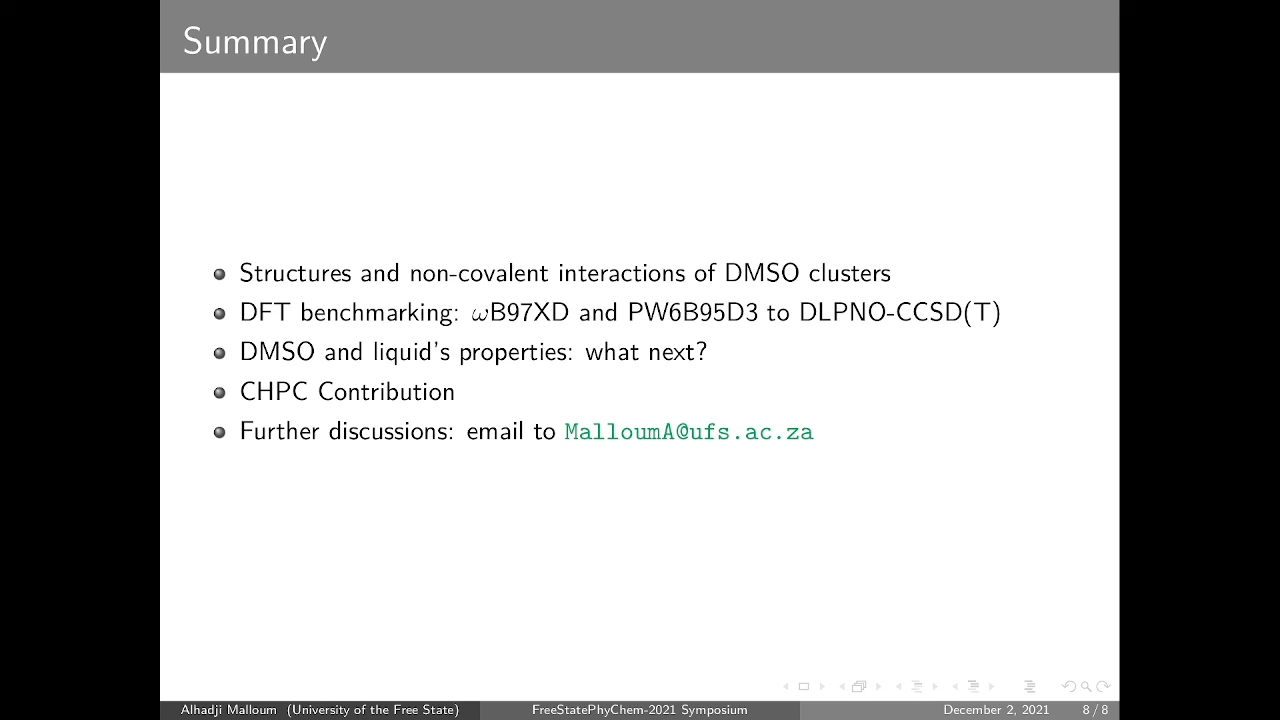 Summary
Structures and non-covalent interactions of DMSO clusters
DFT benchmarking: ωB97XD and PW6B95D3 to DLPNO-CCSD(T)
DMSO and liquid's properties: what next?
CHPC Contribution
Further discussions: email to MalloumA@ufs.ac.za
Alhadji Malloum (University of the Free State) FreeStatePhyChem-2021 Symposium December 2, 2021 8 / 8